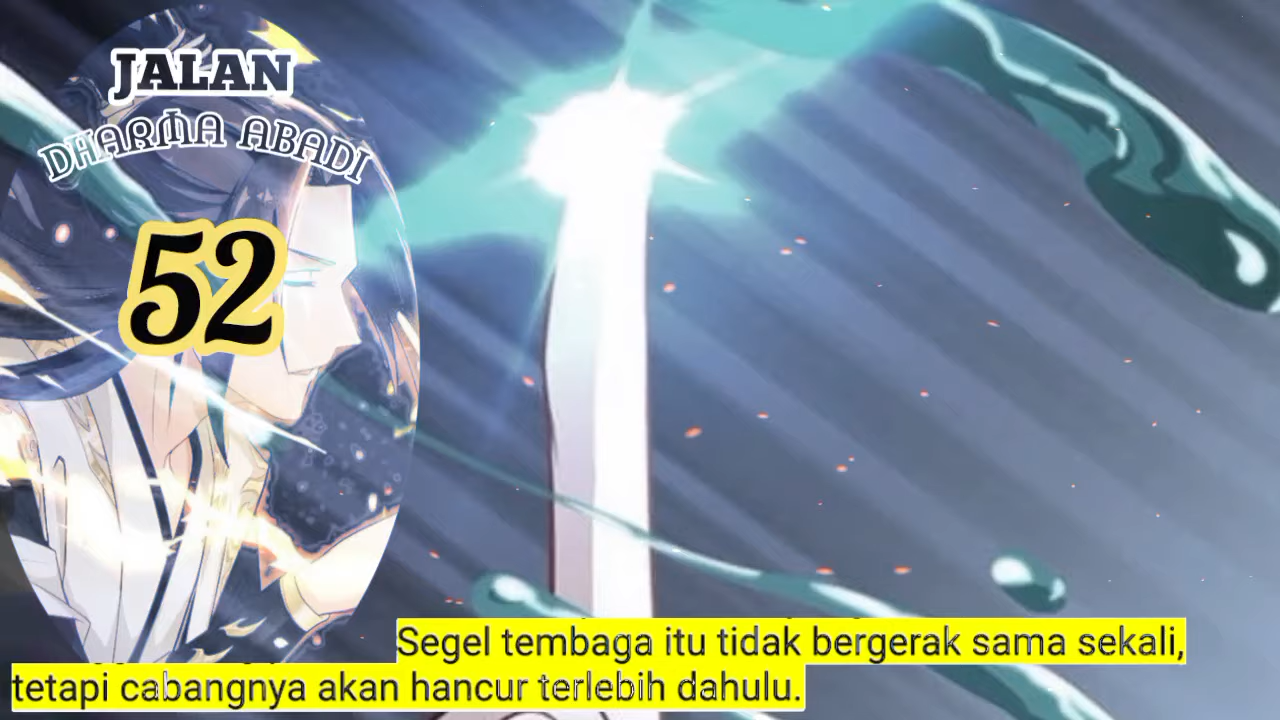 JALAN
DHARMA ABADI
52
Segel tembaga itu tidak bergerak sama sekali,
tetapi cabangnya akan hancur terlebih dahulu.